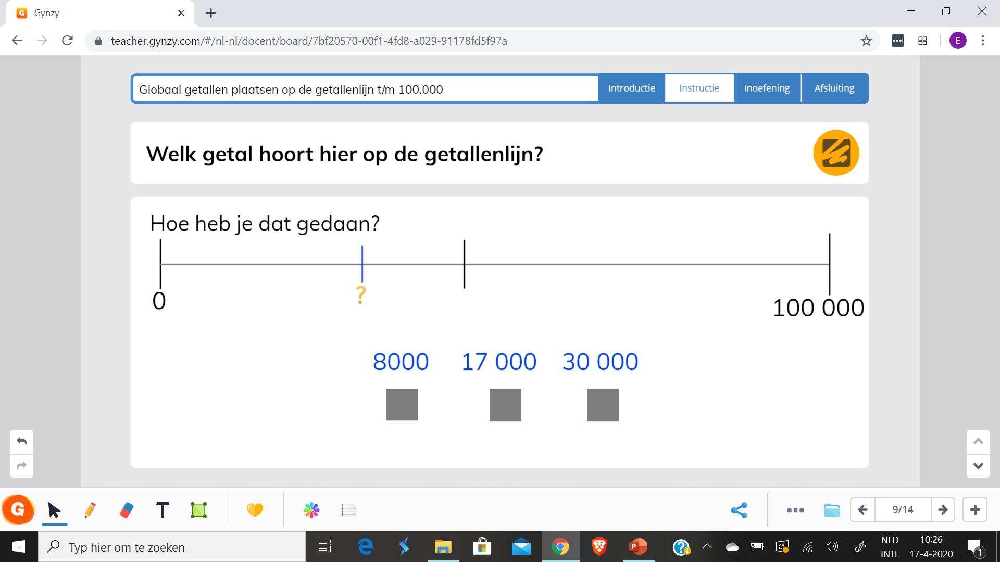 Gynzy
teacher.gynzy.com/#/nl-nl/docent/board/7bf20570-00f1-4fd8-a029-91178fd5f97a
E
Globaal getallen plaatsen op de getallenlijn t/m 100.000
Introductie
Instructie
Inoefening
Afsluiting
Welk getal hoort hier op de getallenlijn?
Hoe heb je dat gedaan?
?
0
100 000
8000 17 000 30 000
G
T
9/14
Typ hier om te zoeken
NLD
INTL
10:26
17-4-2020
1